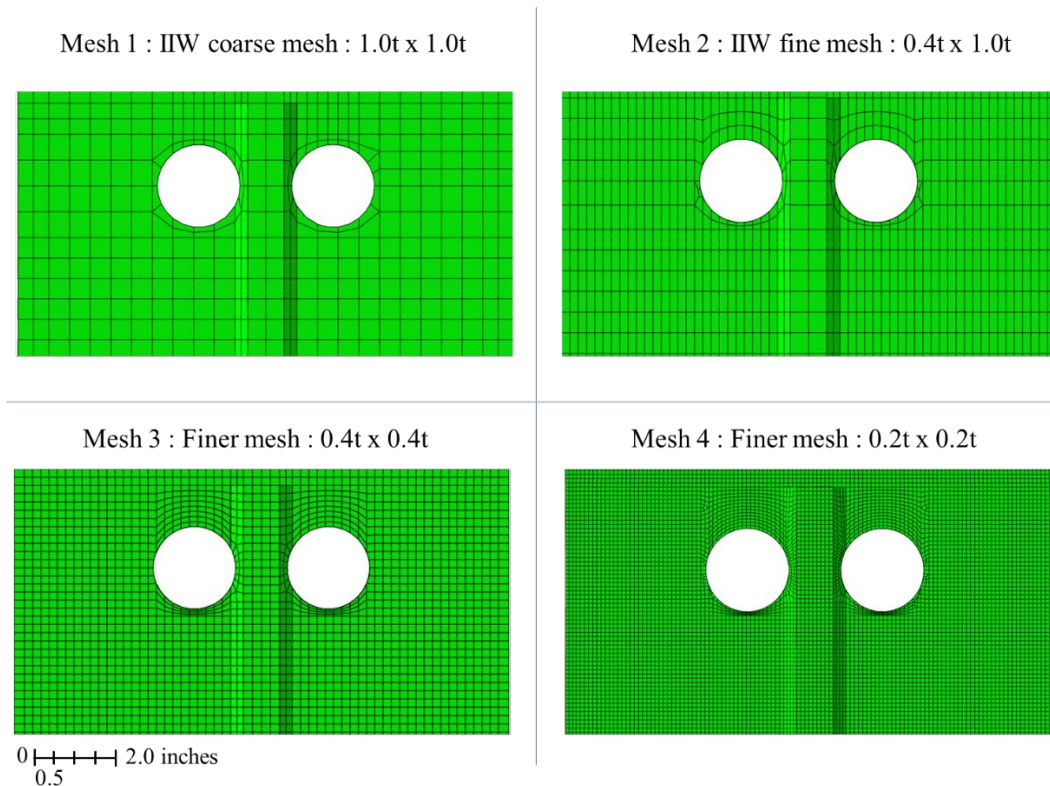 Mesh 1 : IIW coarse mesh : 1.0t x 1.0t
Mesh 2 : IIW fine mesh : 0.4t x 1.0t
Mesh 3 : Finer mesh : 0.4t x 0.4t
Mesh 4 : Finer mesh : 0.2t x 0.2t
0 2.0 inches
0.5